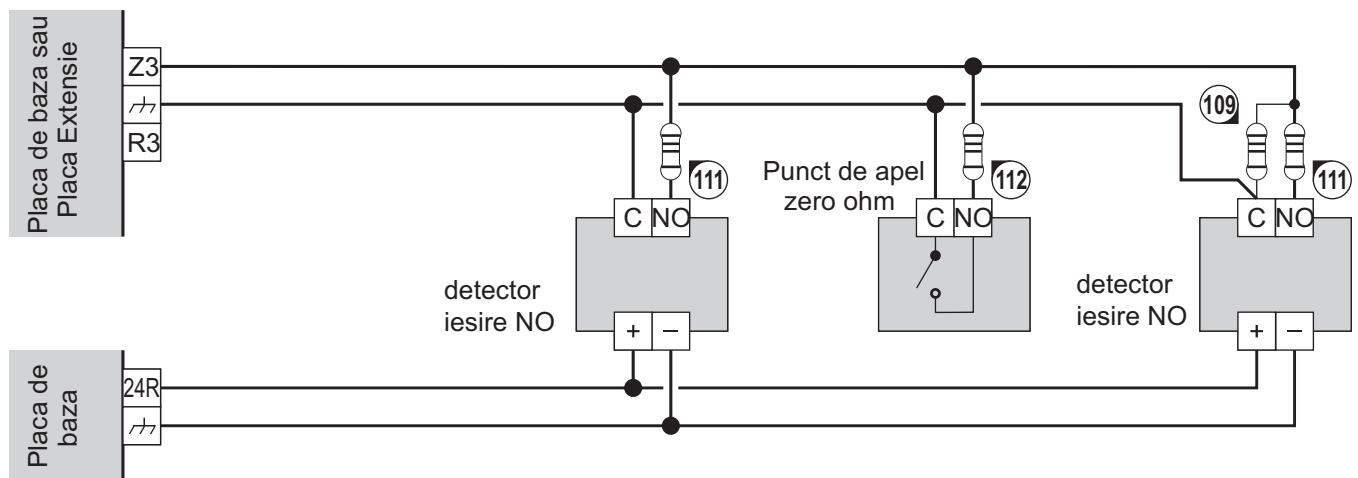 Placa de baza sau
Placa Extensie
Z3
R3
109
111
Punct de apel
zero ohm
112
111
C NO
C NO
C NO
detector
iesire NO
detector
iesire NO
+ –
+ –
Placa de
baza
24R